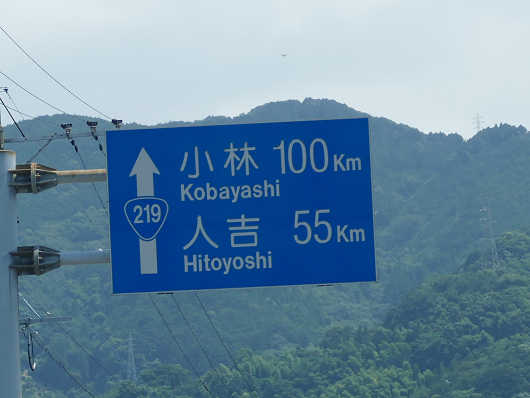 小林 100Km
Kobayashi
219
人吉 55Km
Hitoyoshi